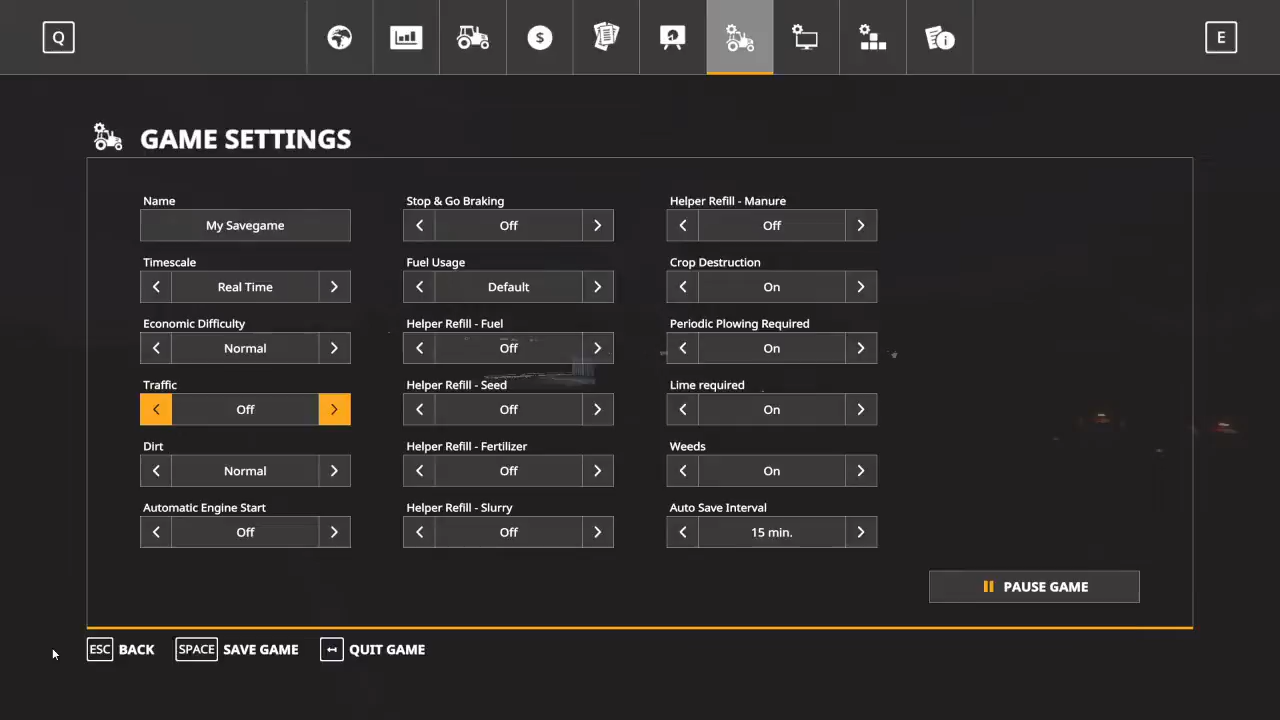 Q
$
E
GAME SETTINGS
Name
My Savegame
Timescale
Real Time
Economic Difficulty
Normal
Traffic
Off
Dirt
Normal
Automatic Engine Start
Off
Stop & Go Braking
Off
Fuel Usage
Default
Helper Refill - Fuel
Off
Helper Refill - Seed
Off
Helper Refill - Fertilizer
Off
Helper Refill - Slurry
Off
Helper Refill - Manure
Off
Crop Destruction
On
Periodic Plowing Required
On
Lime required
On
Weeds
On
Auto Save Interval
15 min.
PAUSE GAME
ESC BACK SPACE SAVE GAME QUIT GAME